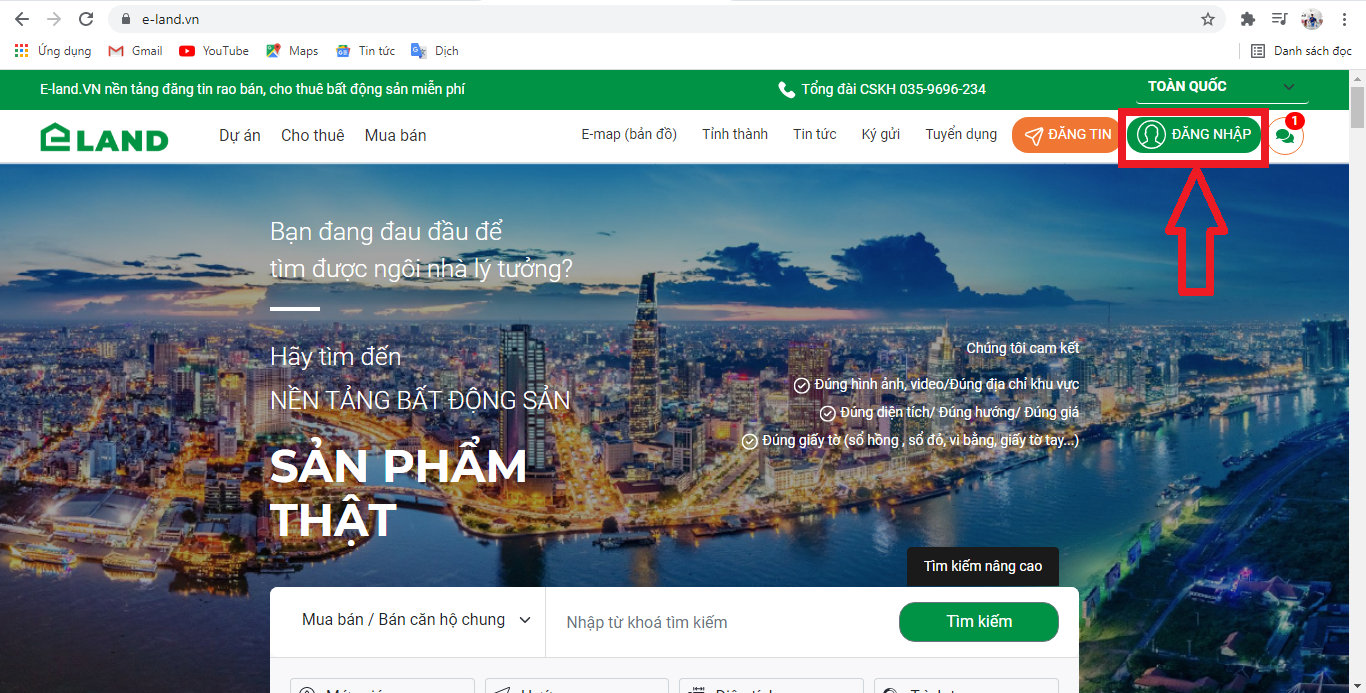 e-land.vn
Ứng dụng
Gmail
YouTube
Maps
Tin tức
Dịch
Danh sách đọc
E-land.VN nền tảng đăng tin rao bán, cho thuê bất động sản miễn phí
Tổng đài CSKH 035-9696-234
TOÀN QUỐC
eLAND
Dự án
Cho thuê
Mua bán
E-map (bản đồ)
Tỉnh thành
Tin tức
Ký gửi
Tuyển dụng
ĐĂNG TIN
ĐĂNG NHẬP
1
Bạn đang đau đầu để
tìm được ngôi nhà lý tưởng?
Hãy tìm đến
NỀN TẢNG BẤT ĐỘNG SẢN
SẢN PHẨM
THẬT
Chúng tôi cam kết
Đúng hình ảnh, video/Đúng địa chỉ khu vực
Đúng diện tích/ Đúng hướng/ Đúng giá
Đúng giấy tờ (sổ hồng , sổ đỏ, vi bằng, giấy tờ tay...)
Tìm kiếm nâng cao
Mua bán / Bán căn hộ chung
Nhập từ khoá tìm kiếm
Tìm kiếm